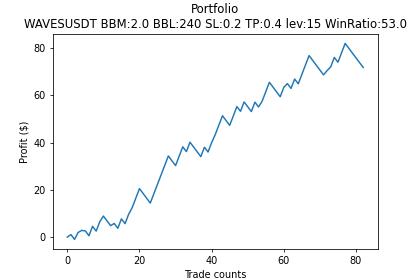 Portfolio
WAVESUSDT BBM:2.0 BBL:240 SL:0.2 TP:0.4 lev:15 WinRatio:53.0
80
60
40
20
0
Profit ($)
0 20 40 60 80
Trade counts